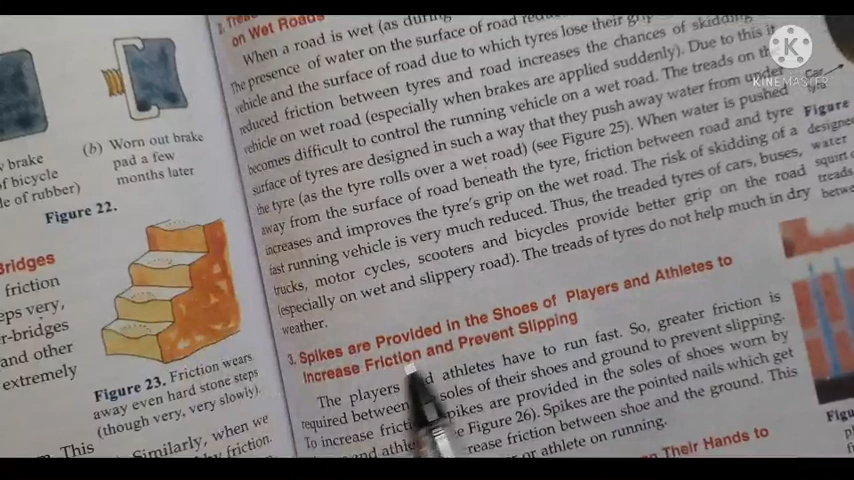 brake
of bicycle
le of rubber)
(b) Worn out brake
pad a few
months later
Figure 22.
Bridges
friction
eps very,
er-bridges
and other
extremely
Figure 23. Friction wears
away even hard stone steps
(though very, very slowly).
This
Similarly, when we
friction.
2.
on Wet Roads
When a road is wet (as during
The presence of water on the surface of road
vehicle and the surface of road due to which tyres lose their grip
reduced friction between tyres and road increases the chances of skidding
vehicle on wet road (especially when brakes are applied suddenly). Due to this it
becomes difficult to control the running vehicle on a wet road. The treads on the
surface of tyres are designed in such a way that they push away water from under
the tyre (as the tyre rolls over a wet road) (see Figure 25). When water is pushed
away from the surface of road beneath the tyre, friction between road and tyre
increases and improves the tyre's grip on the wet road. The risk of skidding of a
fast running vehicle is very much reduced. Thus, the treaded tyres of cars, buses,
trucks, motor cycles, scooters and bicycles provide better grip on the road
(especially on wet and slippery road). The treads of tyres do not help much in dry
weather.
3. Spikes are Provided in the Shoes of Players and Athletes to
Increase Friction and Prevent Slipping
The players and athletes have to run fast. So, greater friction is
required between soles of their shoes and ground to prevent slipping.
To increase friction spikes are provided in the soles of shoes worn by
and Figure 26). Spikes are the pointed nails which get
friction between shoe and the ground. This
or athlete on running.
on Their Hands to
K
MADE WITH
KINEMASTER
Car
Figure
designed
water
squirt
treads
betwe
Figu